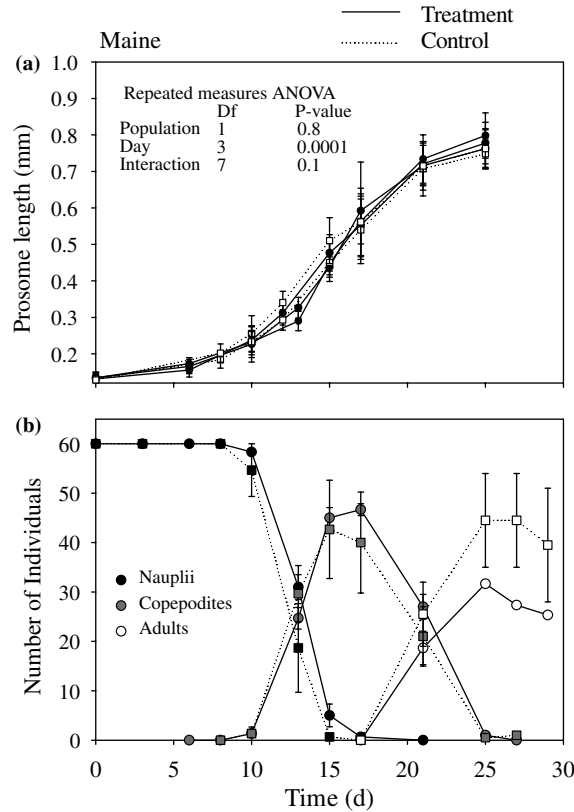 Maine
Treatment
Control
(a)
Prosome length (mm)
1.0
0.9
0.8
0.7
0.6
0.5
0.4
0.3
0.2
Repeated measures ANOVA
Df P-value
Population 1 0.8
Day 3 0.0001
Interaction 7 0.1
(b)
Number of Individuals
60
50
40
30
20
10
0
Nauplii
Copepodites
Adults
0 5 10 15 20 25 30
Time (d)